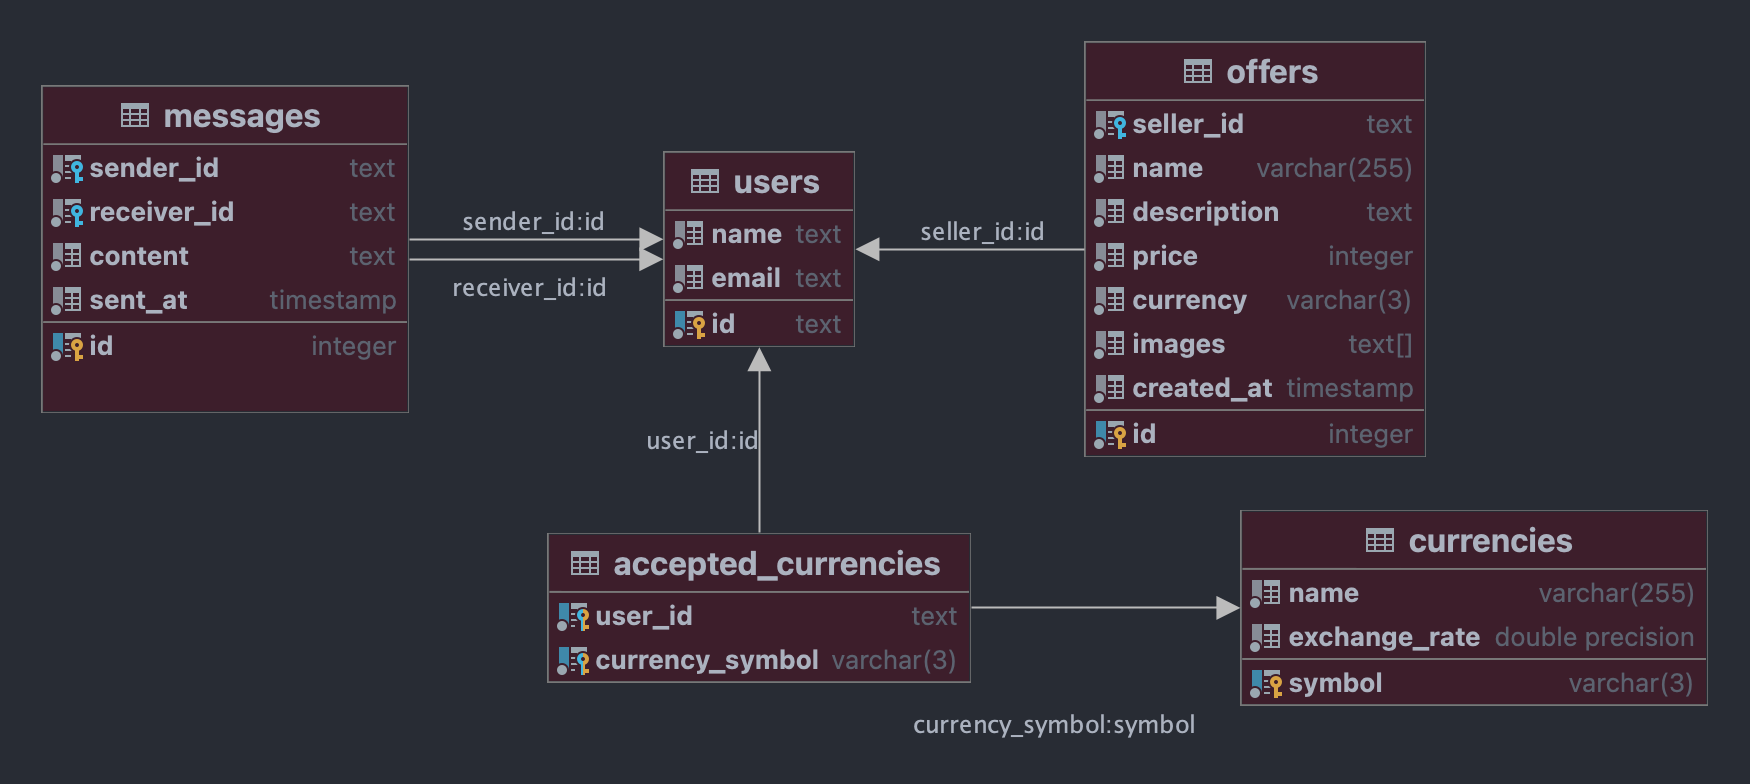 messages
sender_id text
receiver_id text
content text
sent_at timestamp
id integer
sender_id:id
receiver_id:id
users
name text
email text
id text
seller_id:id
offers
seller_id text
name varchar(255)
description text
price integer
currency varchar(3)
images text[]
created_at timestamp
id integer
user_id:id
accepted_currencies
user_id text
currency_symbol varchar(3)
currency_symbol:symbol
currencies
name varchar(255)
exchange_rate double precision
symbol varchar(3)